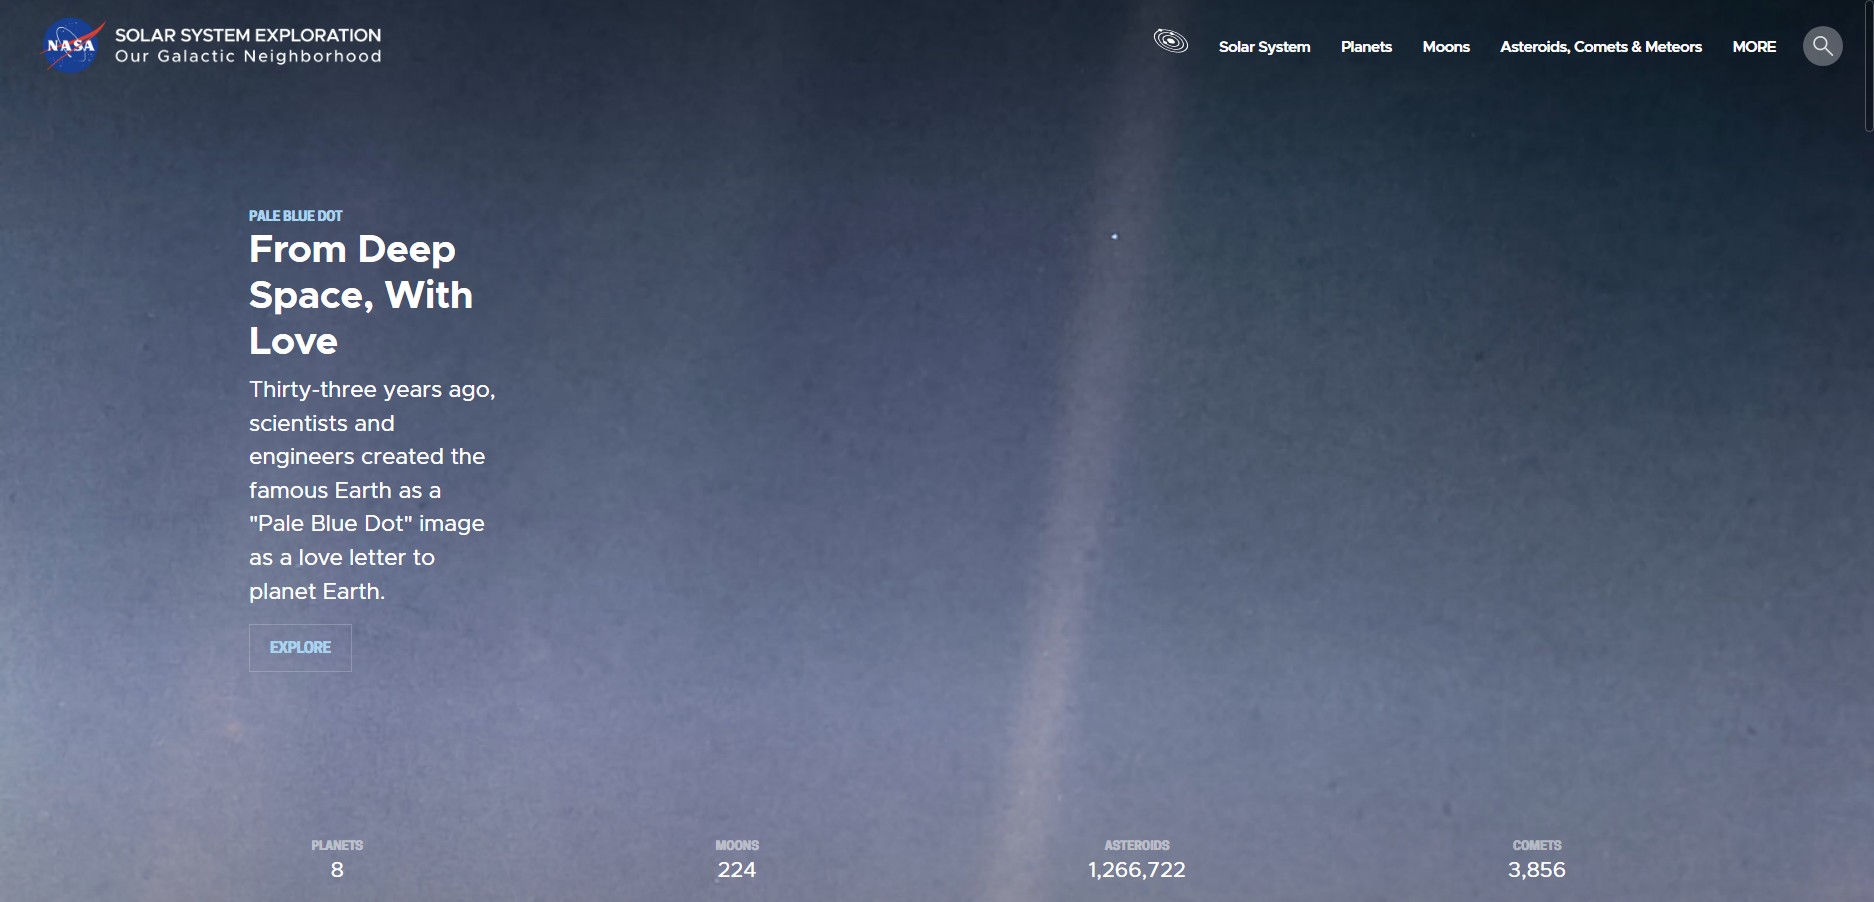 NASA
SOLAR SYSTEM EXPLORATION
Our Galactic Neighborhood
Solar System
Planets
Moons
Asteroids, Comets & Meteors
MORE
PALE BLUE DOT
From Deep
Space, With
Love
Thirty-three years ago,
scientists and
engineers created the
famous Earth as a
"Pale Blue Dot" image
as a love letter to
planet Earth.
EXPLORE
PLANETS
8
MOONS
224
ASTEROIDS
1,266,722
COMETS
3,856